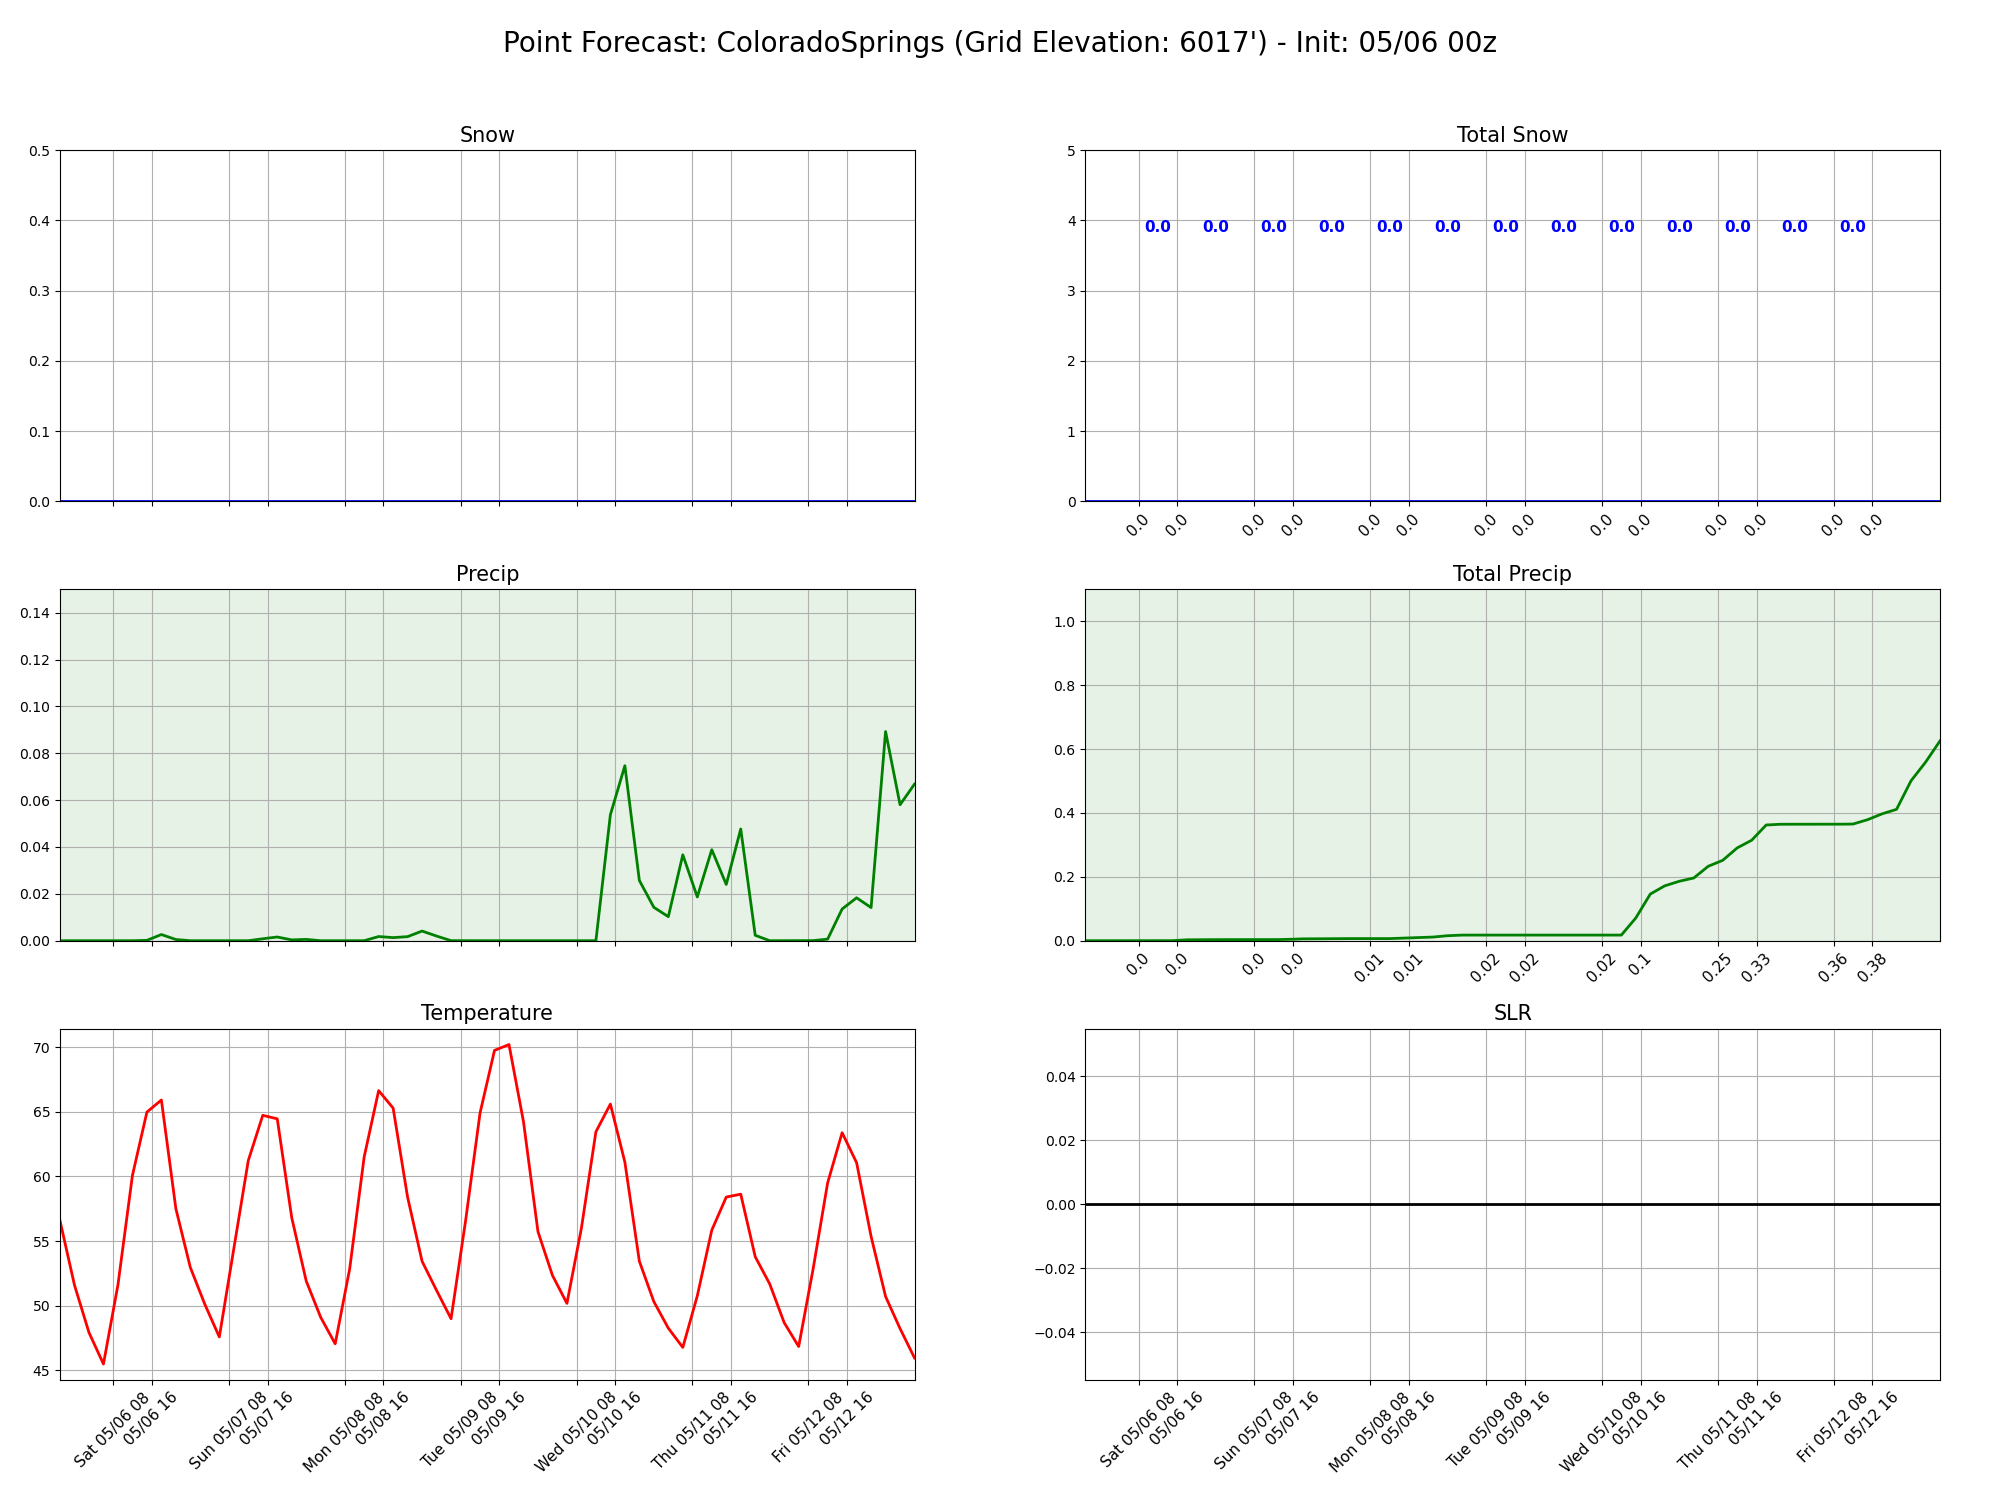 Point Forecast: ColoradoSprings (Grid Elevation: 6017') - Init: 05/06 00z
Snow
0.5
0.4
0.3
0.2
0.1
0.0
Total Snow
5
4
3
2
1
0
0.0 0.0 0.0 0.0 0.0 0.0 0.0 0.0 0.0 0.0 0.0 0.0 0.0
0.0 0.0 0.0 0.0 0.0 0.0 0.0 0.0 0.0 0.0 0.0 0.0 0.0 0.0
Precip
0.14
0.12
0.10
0.08
0.06
0.04
0.02
0.00
Total Precip
1.0
0.8
0.6
0.4
0.2
0.0
0.0 0.0 0.0 0.0 0.01 0.01 0.02 0.02 0.02 0.1 0.25 0.33 0.36 0.38
Temperature
70
65
60
55
50
45
Sat 05/06 08
05/06 16
Sun 05/07 08
05/07 16
Mon 05/08 08
05/08 16
Tue 05/09 08
05/09 16
Wed 05/10 08
05/10 16
Thu 05/11 08
05/11 16
Fri 05/12 08
05/12 16
SLR
0.04
0.02
0.00
−0.02
−0.04
Sat 05/06 08
05/06 16
Sun 05/07 08
05/07 16
Mon 05/08 08
05/08 16
Tue 05/09 08
05/09 16
Wed 05/10 08
05/10 16
Thu 05/11 08
05/11 16
Fri 05/12 08
05/12 16